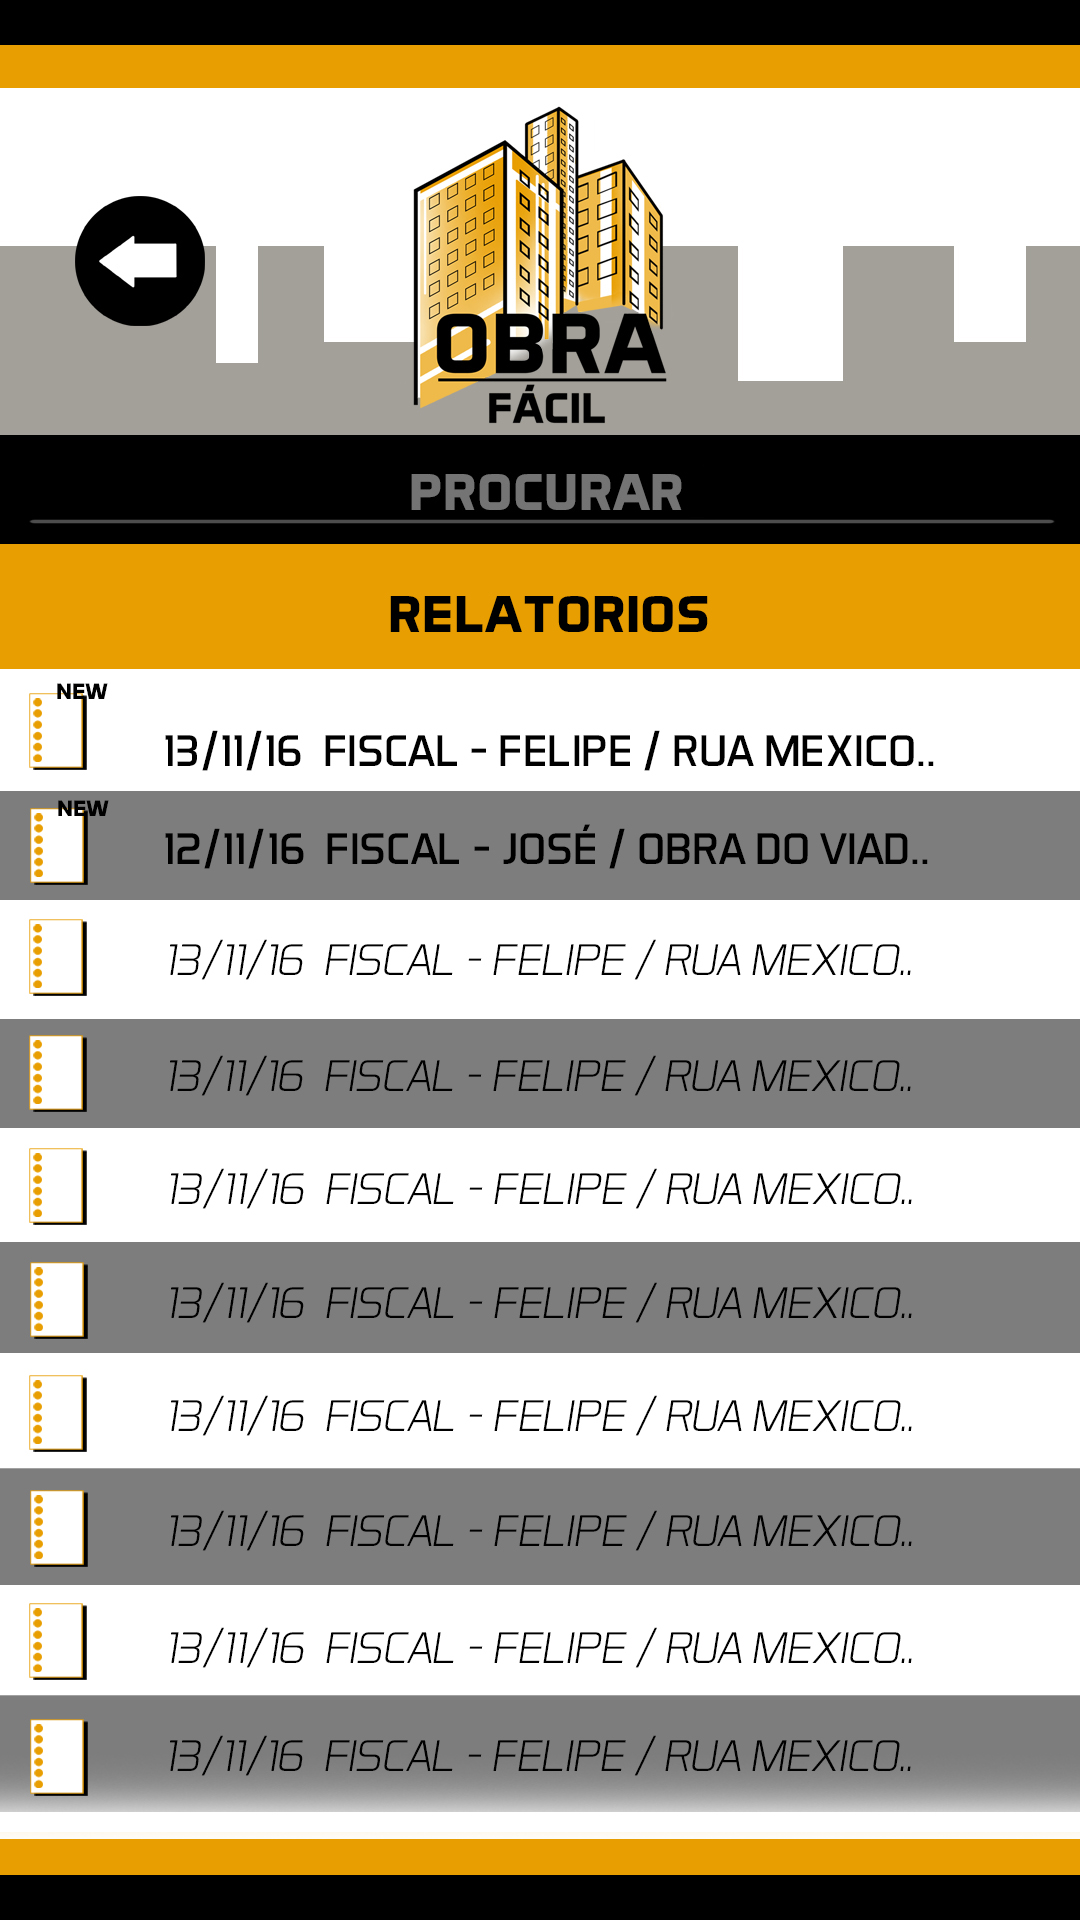 OBRA
FÁCIL
PROCURAR
RELATORIOS
NEW
13/11/16 FISCAL - FELIPE / RUA MEXICO..
NEW
12/11/16 FISCAL - JOSÉ / OBRA DO VIAD..
13/11/16 FISCAL - FELIPE / RUA MEXICO..
13/11/16 FISCAL - FELIPE / RUA MEXICO..
13/11/16 FISCAL - FELIPE / RUA MEXICO..
13/11/16 FISCAL - FELIPE / RUA MEXICO..
13/11/16 FISCAL - FELIPE / RUA MEXICO..
13/11/16 FISCAL - FELIPE / RUA MEXICO..
13/11/16 FISCAL - FELIPE / RUA MEXICO..
13/11/16 FISCAL - FELIPE / RUA MEXICO..